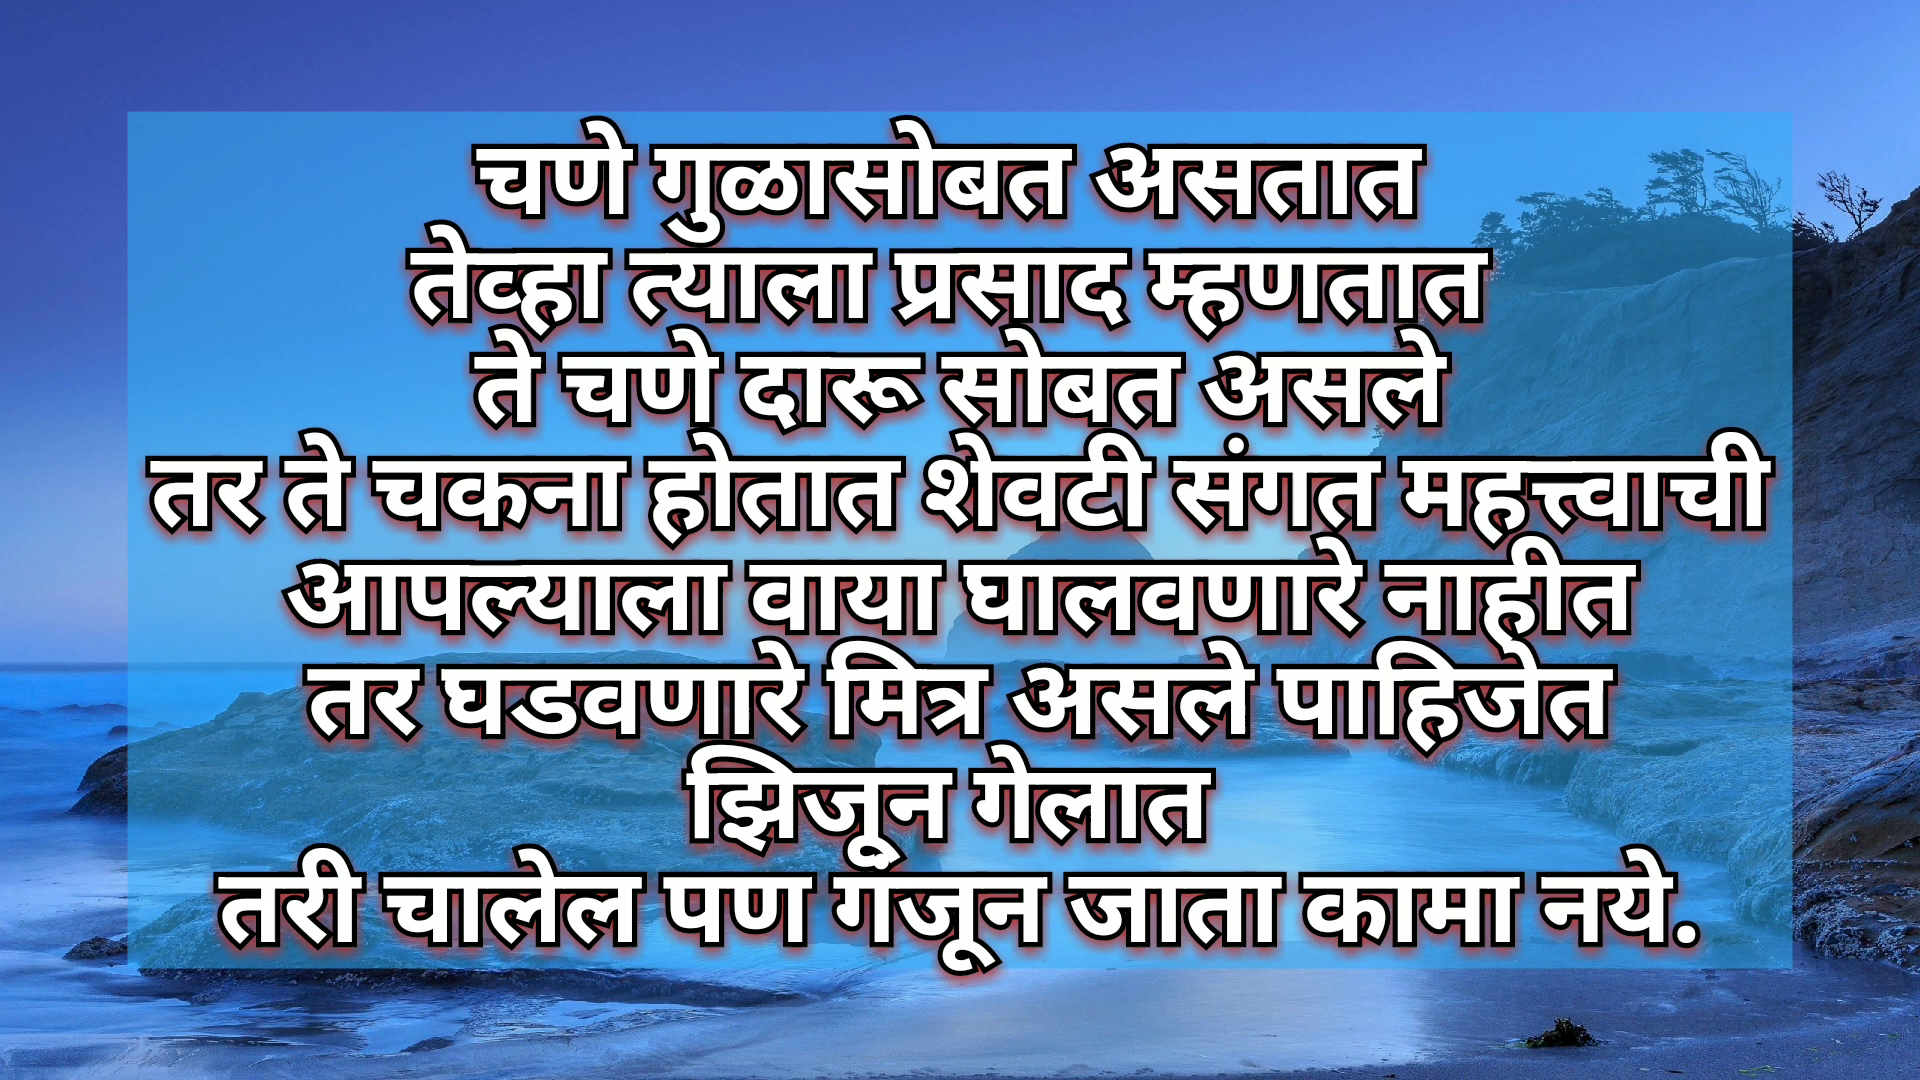 चणे गुळासोबत असतात
तेव्हा त्याला प्रसाद म्हणतात
ते चणे दारू सोबत असले
तर ते चकना होतात शेवटी संगत महत्त्वाची
आपल्याला वाया घालवणारे नाहीत
तर घडवणारे मित्र असले पाहिजेत
झिजून गेलात
तरी चालेल पण गंजून जाता कामा नये.